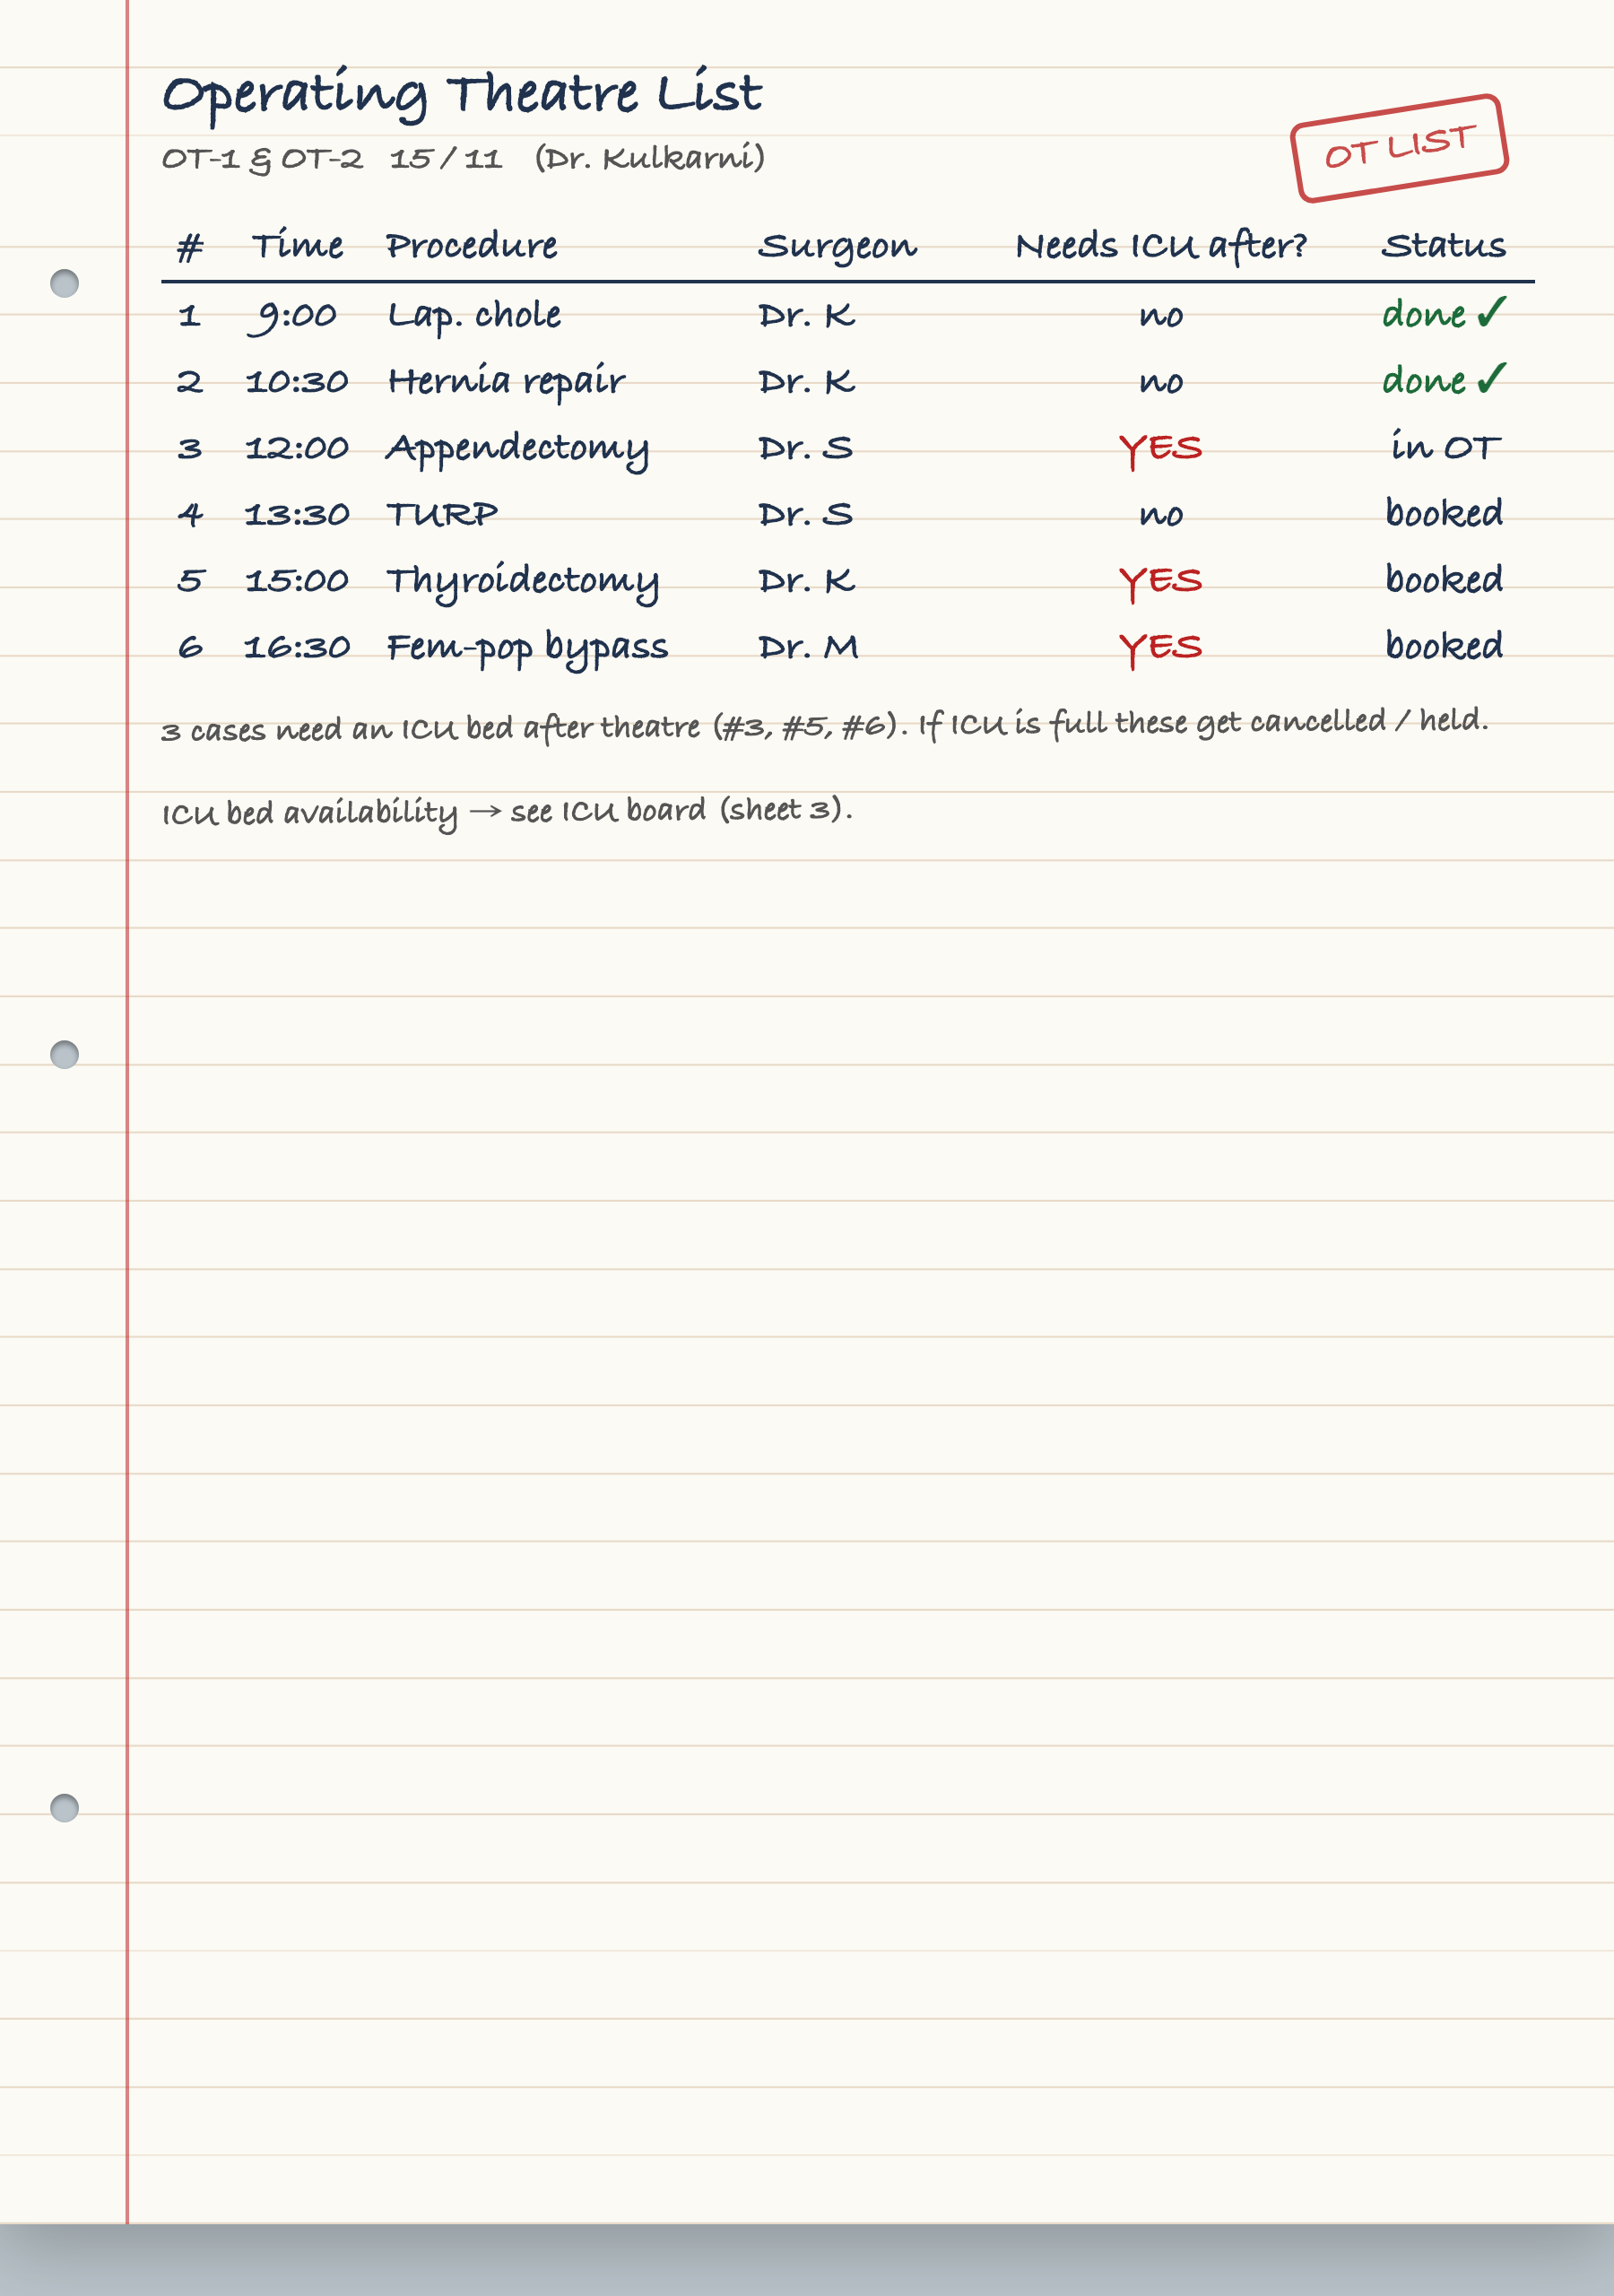 Operating Theatre List
OT-1 & OT-2 15 / 11 (Dr. Kulkarni)
OT LIST
# Time Procedure Surgeon Needs ICU after? Status
1 9:00 Lap. chole Dr. K no done ✓
2 10:30 Hernia repair Dr. K no done ✓
3 12:00 Appendectomy Dr. S YES in OT
4 13:30 TURP Dr. S no booked
5 15:00 Thyroidectomy Dr. K YES booked
6 16:30 Fem-pop bypass Dr. M YES booked
3 cases need an ICU bed after theatre (#3, #5, #6). If ICU is full these get cancelled / held.
ICU bed availability → see ICU board (sheet 3).